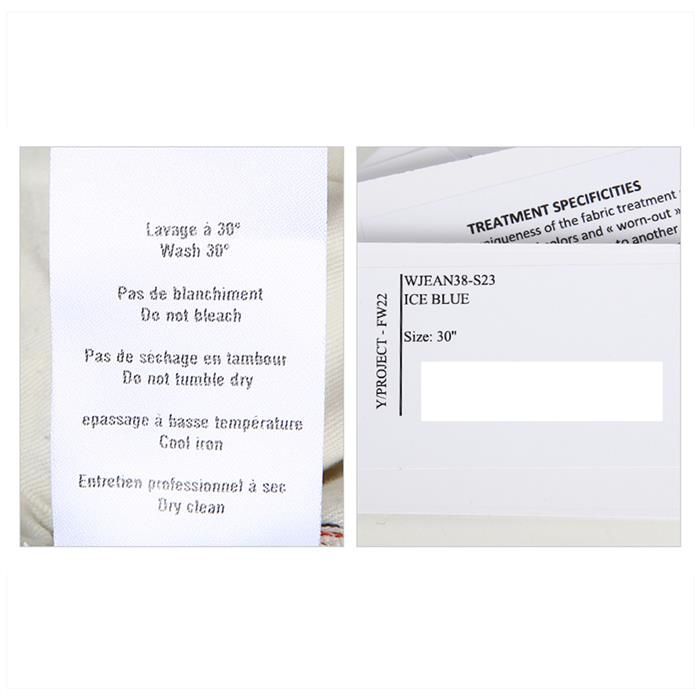 Lavage à 30°
Wash 30°
Pas de blanchiment
Do not bleach
Pas de séchage en tambour
Do not tumble dry
epassage à basse température
Cool iron
Entretien professionnel à sec
Dry clean
TREATMENT SPECIFICITIES
of the fabric treatment
and « worn-out »
to another
Y/PROJECT - FW22
WJEAN38-S23
ICE BLUE
Size: 30"